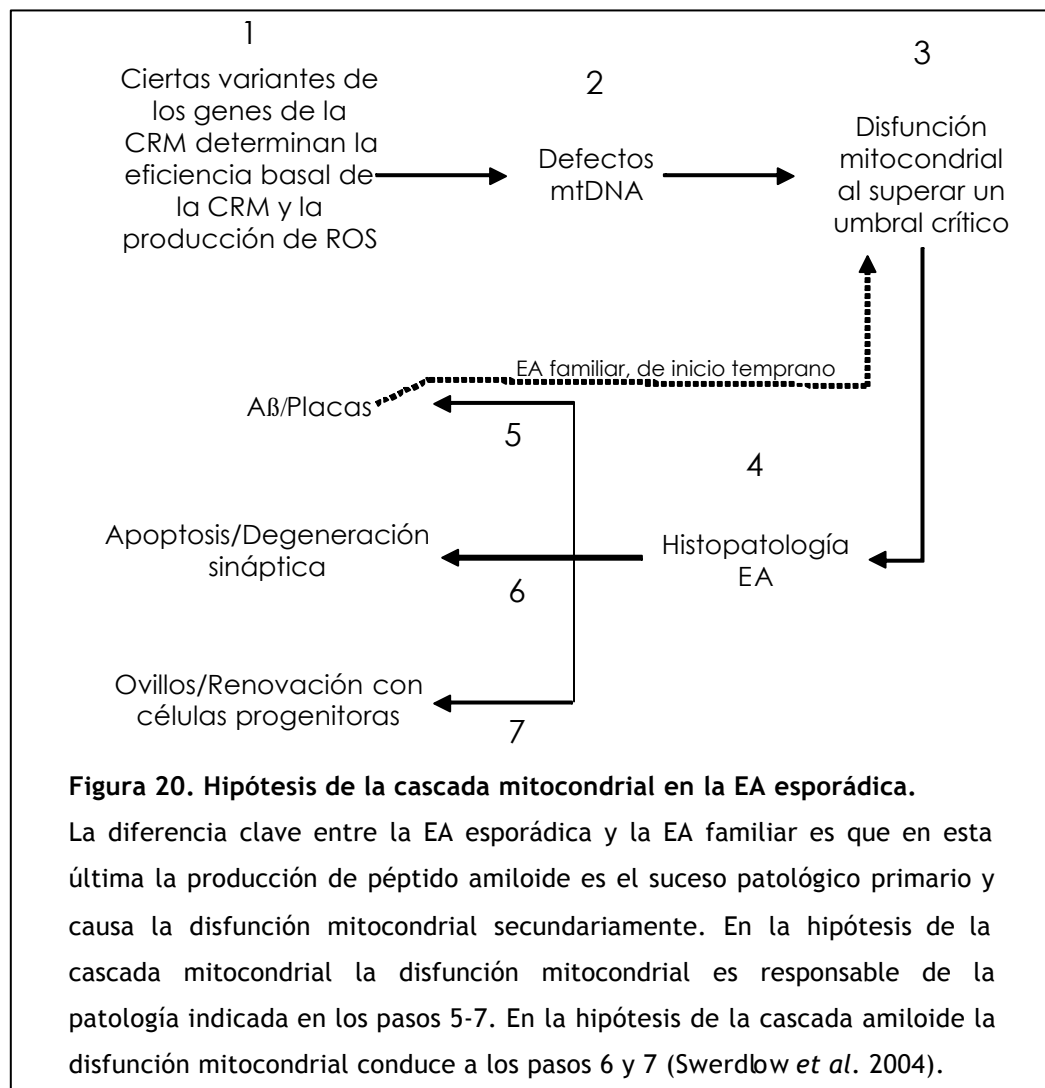 1
Ciertas variantes de
los genes de la
CRM determinan la
eficiencia basal de
la CRM y la
producción de ROS
2
Defectos
mtDNA
3
Disfunción
mitocondrial
al superar un
umbral crítico
EA familiar, de inicio temprano
Aß/Placas
5
4
Apoptosis/Degeneración
sináptica
Histopatología
EA
6
Ovillos/Renovación con
células progenitoras
7
Figura 20. Hipótesis de la cascada mitocondrial en la EA esporádica.
La diferencia clave entre la EA esporádica y la EA familiar es que en esta
última la producción de péptido amiloide es el suceso patológico primario y
causa la disfunción mitocondrial secundariamente. En la hipótesis de la
cascada mitocondrial la disfunción mitocondrial es responsable de la
patología indicada en los pasos 5-7. En la hipótesis de la cascada amiloide la
disfunción mitocondrial conduce a los pasos 6 y 7 (Swerdlow et al. 2004).